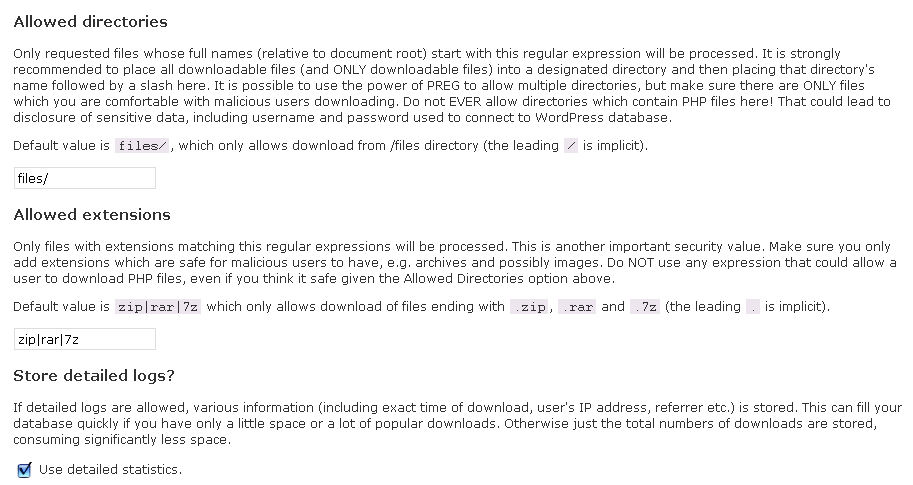 Allowed directories
Only requested files whose full names (relative to document root) start with this regular expression will be processed. It is strongly
recommended to place all downloadable files (and ONLY downloadable files) into a designated directory and then placing that directory's
name followed by a slash here. It is possible to use the power of PREG to allow multiple directories, but make sure there are ONLY files
which you are comfortable with malicious users downloading. Do not EVER allow directories which contain PHP files here! That could lead to
disclosure of sensitive data, including username and password used to connect to WordPress database.
Default value is files/, which only allows download from /files directory (the leading / is implicit).
files/
Allowed extensions
Only files with extensions matching this regular expressions will be processed. This is another important security value. Make sure you only
add extensions which are safe for malicious users to have, e.g. archives and possibly images. Do NOT use any expression that could allow a
user to download PHP files, even if you think it safe given the Allowed Directories option above.
Default value is zip|rar|7z which only allows download of files ending with .zip, .rar and .7z (the leading . is implicit).
zip|rar|7z
Store detailed logs?
If detailed logs are allowed, various information (including exact time of download, user's IP address, referrer etc.) is stored. This can fill your
database quickly if you have only a little space or a lot of popular downloads. Otherwise just the total numbers of downloads are stored,
consuming significantly less space.
Use detailed statistics.